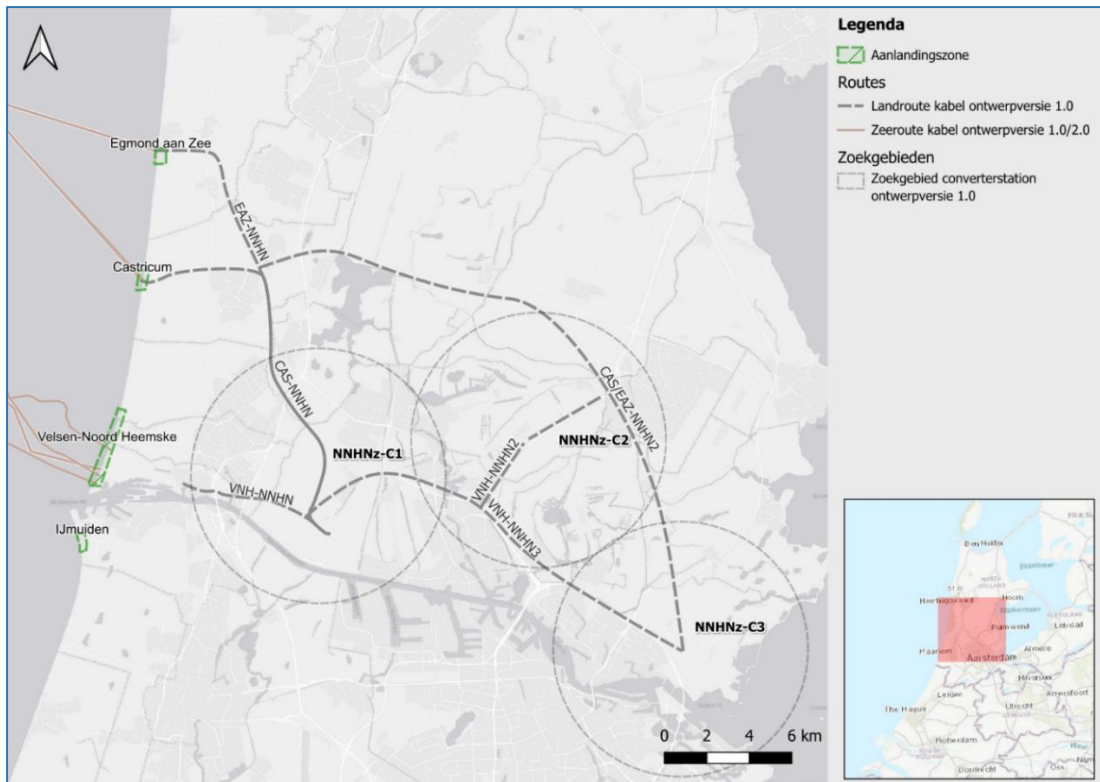 Legenda
Aanlandingszone
Routes
Landroute kabel ontwerpversie 1.0
Zeeroute kabel ontwerpversie 1.0/2.0
Zoekgebieden
Zoekgebied converterstation
ontwerpversie 1.0
Egmond aan Zee
EAZ-NNHN
Castricum
CAS-NNHN
CAS/EAZ-NNHN2
Velsen-Noord Heemske
NNHNz-C1
NNHNz-C2
VNH-NNHN2
VNH-NNHN
VNH-NNHN3
IJmuiden
NNHNz-C3
0 2 4 6 km
Den Helder
Hoorn
Haarlem
Amsterdam
Almere
Lelystad
Hilversum
Amersfoort
Leiden
Utrecht
The Hague
Rotterdam
Dordrecht
Oss